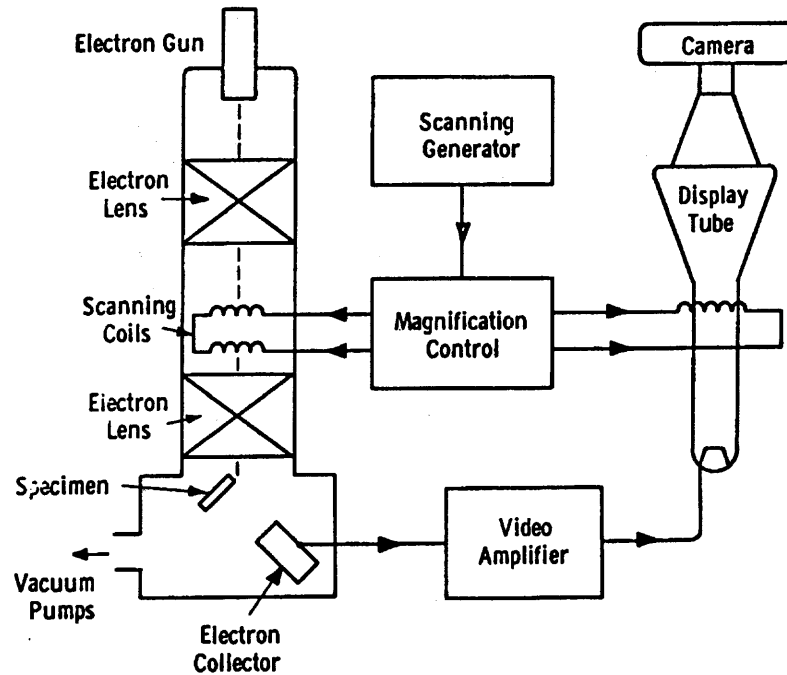 Electron Gun
Camera
Scanning
Generator
Electron
Lens
Display
Tube
Scanning
Coils
Magnification
Control
Electron
Lens
Specimen
Video
Amplifier
Vacuum
Pumps
Electron
Collector